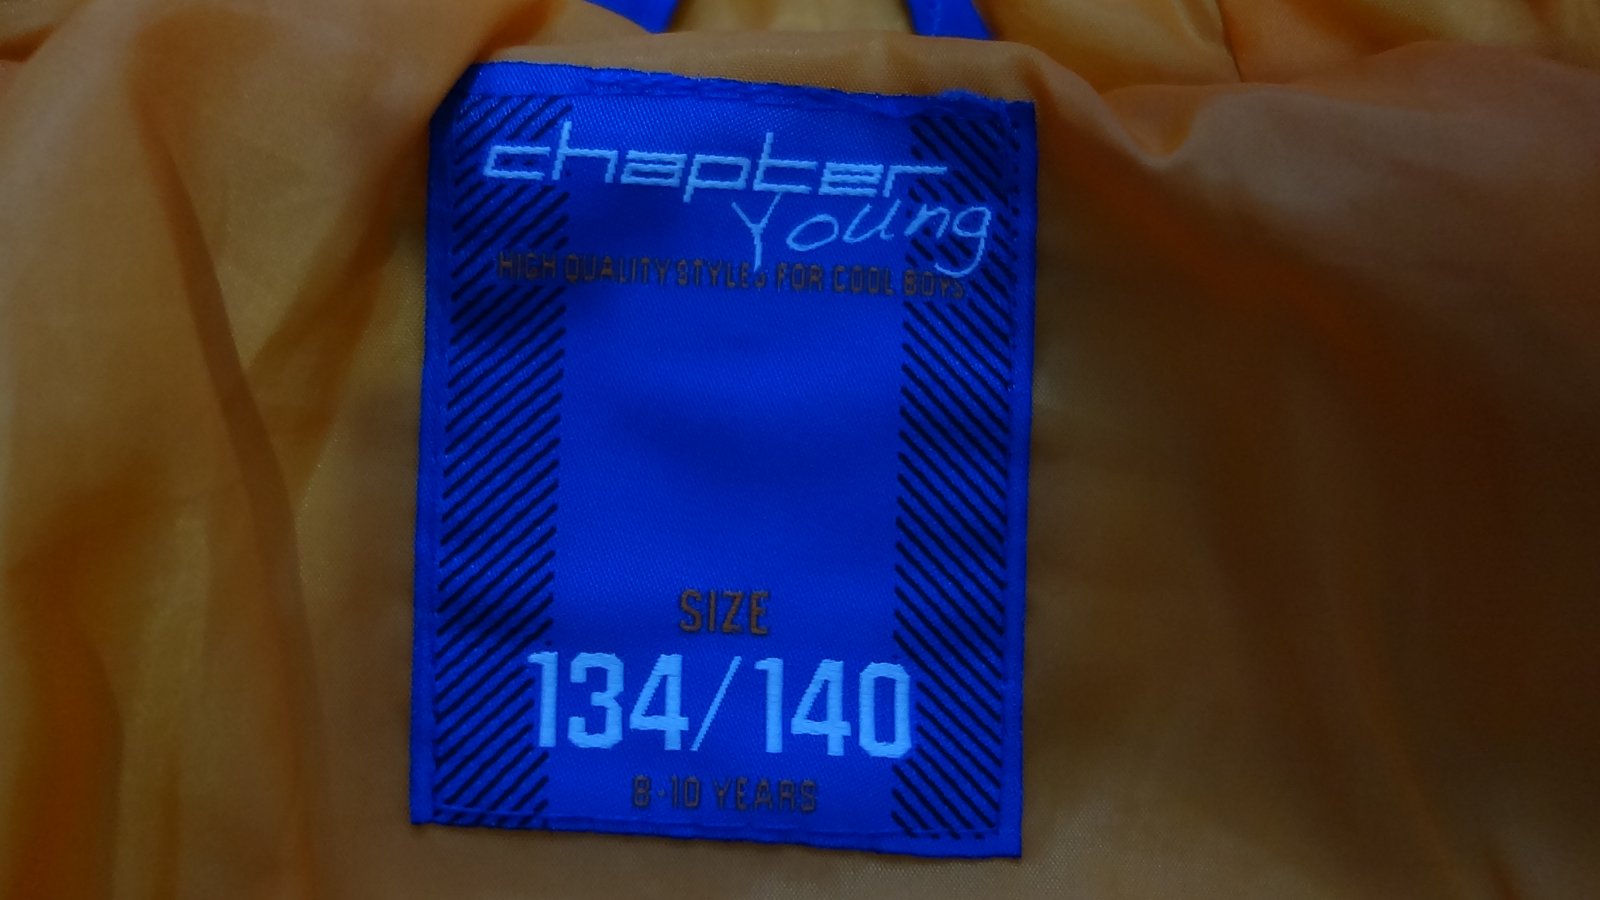 chapter
Young
HIGH QUALITY STYLES FOR COOL BOYS
SIZE
134/140
8-10 YEARS